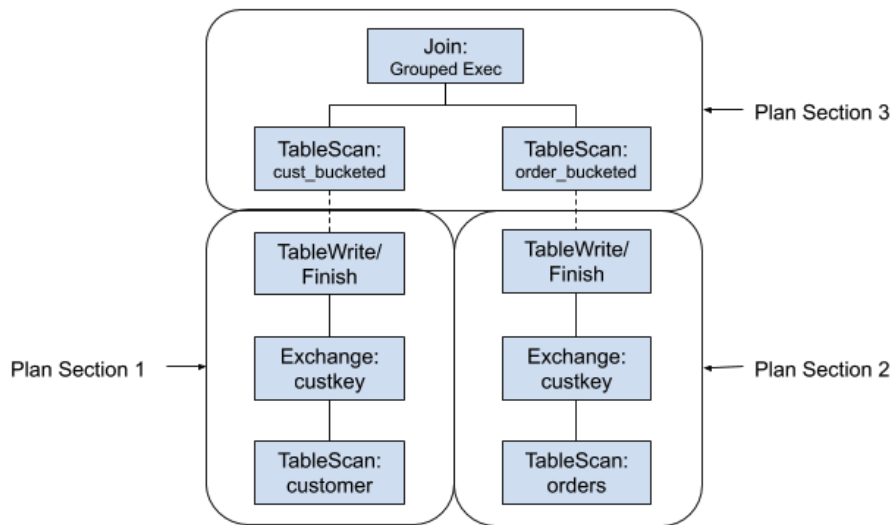 Join:
Grouped Exec
Plan Section 3
TableScan:
cust_bucketed
TableScan:
order_bucketed
TableWrite/
Finish
TableWrite/
Finish
Plan Section 1
Exchange:
custkey
Exchange:
custkey
Plan Section 2
TableScan:
customer
TableScan:
orders